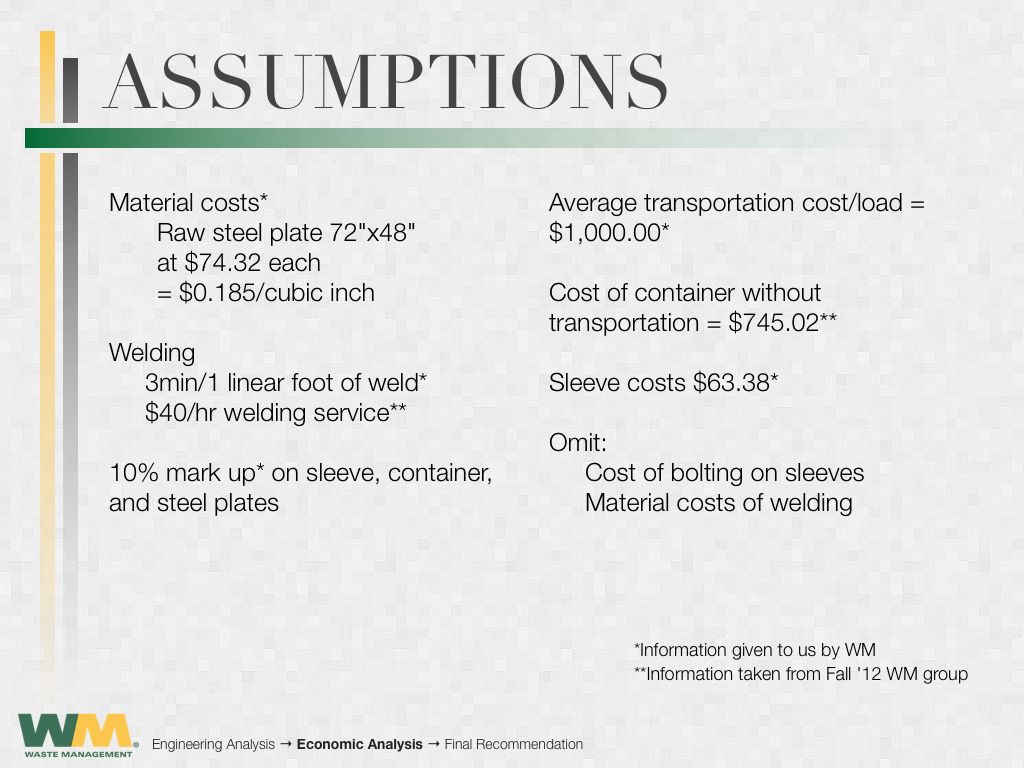 ASSUMPTIONS
Material costs*
Raw steel plate 72"x48"
at $74.32 each
= $0.185/cubic inch
Welding
3min/1 linear foot of weld*
$40/hr welding service**
10% mark up* on sleeve, container,
and steel plates
Average transportation cost/load =
$1,000.00*
Cost of container without
transportation = $745.02**
Sleeve costs $63.38*
Omit:
Cost of bolting on sleeves
Material costs of welding
*Information given to us by WM
**Information taken from Fall '12 WM group
WM®
WASTE MANAGEMENT
Engineering Analysis → Economic Analysis → Final Recommendation